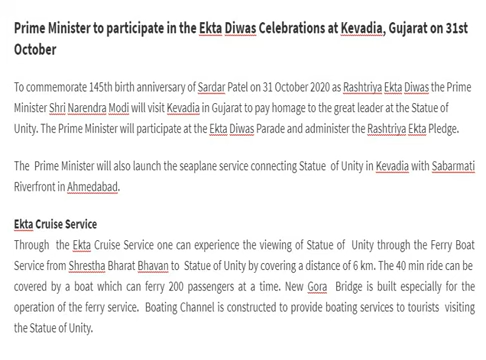 Prime Minister to participate in the Ekta Diwas Celebrations at Kevadia, Gujarat on 31st
October
To commemorate 145th birth anniversary of Sardar Patel on 31 October 2020 as Rashtriya Ekta Diwas the Prime
Minister Shri Narendra Modi will visit Kevadia in Gujarat to pay homage to the great leader at the Statue of
Unity. The Prime Minister will participate at the Ekta Diwas Parade and administer the Rashtriya Ekta Pledge.
The Prime Minister will also launch the seaplane service connecting Statue of Unity in Kevadia with Sabarmati
Riverfront in Ahmedabad.
Ekta Cruise Service
Through the Ekta Cruise Service one can experience the viewing of Statue of Unity through the Ferry Boat
Service from Shrestha Bharat Bhavan to Statue of Unity by covering a distance of 6 km. The 40 min ride can be
covered by a boat which can ferry 200 passengers at a time. New Gora Bridge is built especially for the
operation of the ferry service. Boating Channel is constructed to provide boating services to tourists visiting
the Statue of Unity.